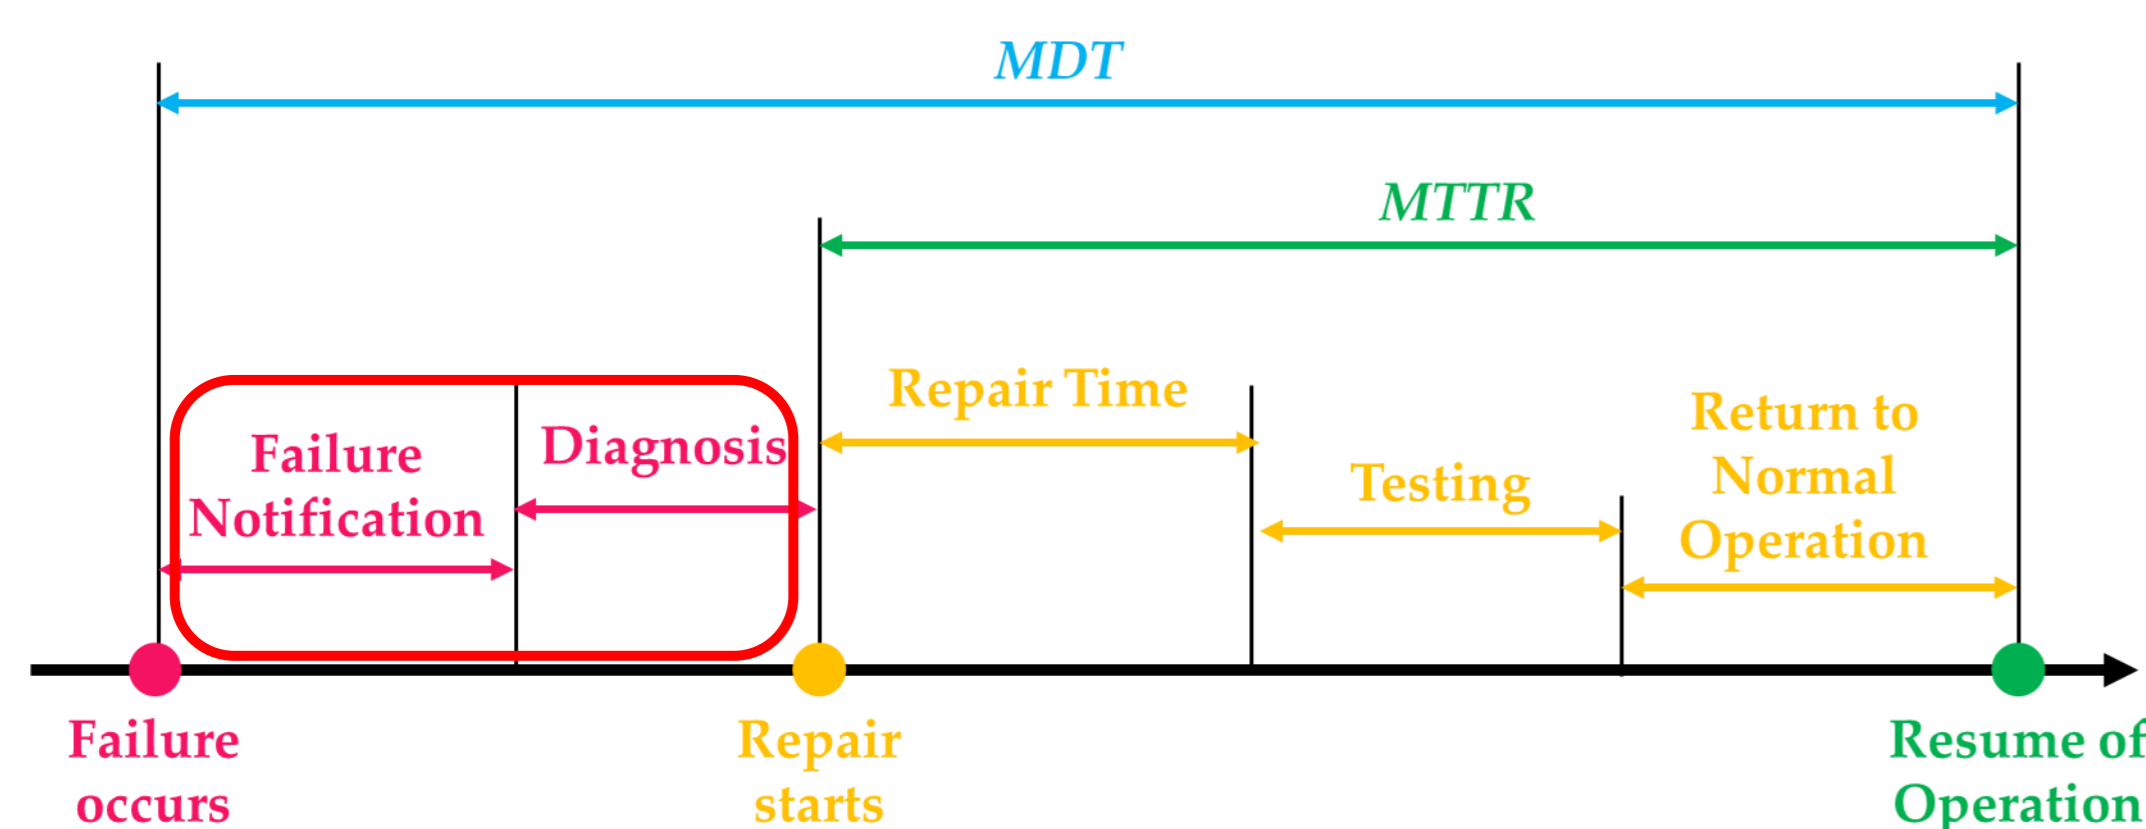 MDT
MTTR
Failure
Notification
Diagnosis
Repair Time
Testing
Return to
Normal
Operation
Failure
occurs
Repair
starts
Resume of
Operation